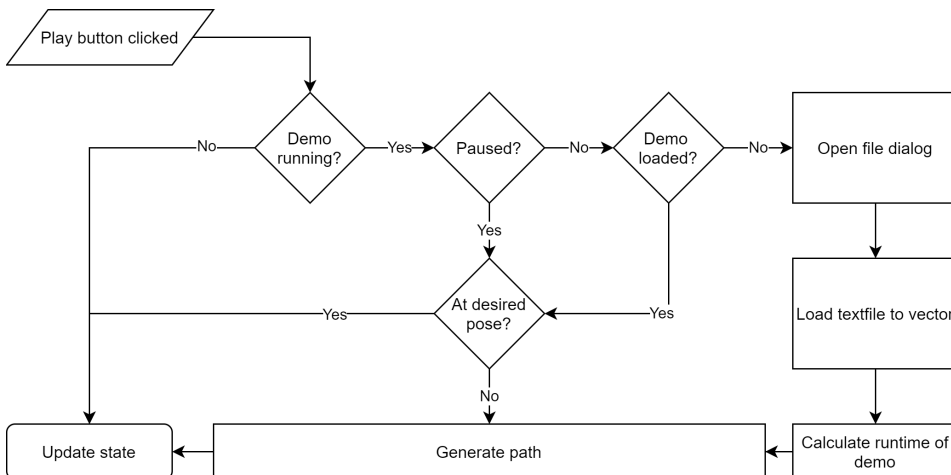 Play button clicked
Demo
running?
Paused?
Demo
loaded?
Open file dialog
No
Yes
No
No
Yes
At desired
pose?
Yes
Yes
Load textfile to vector
No
Update state
Generate path
Calculate runtime of
demo